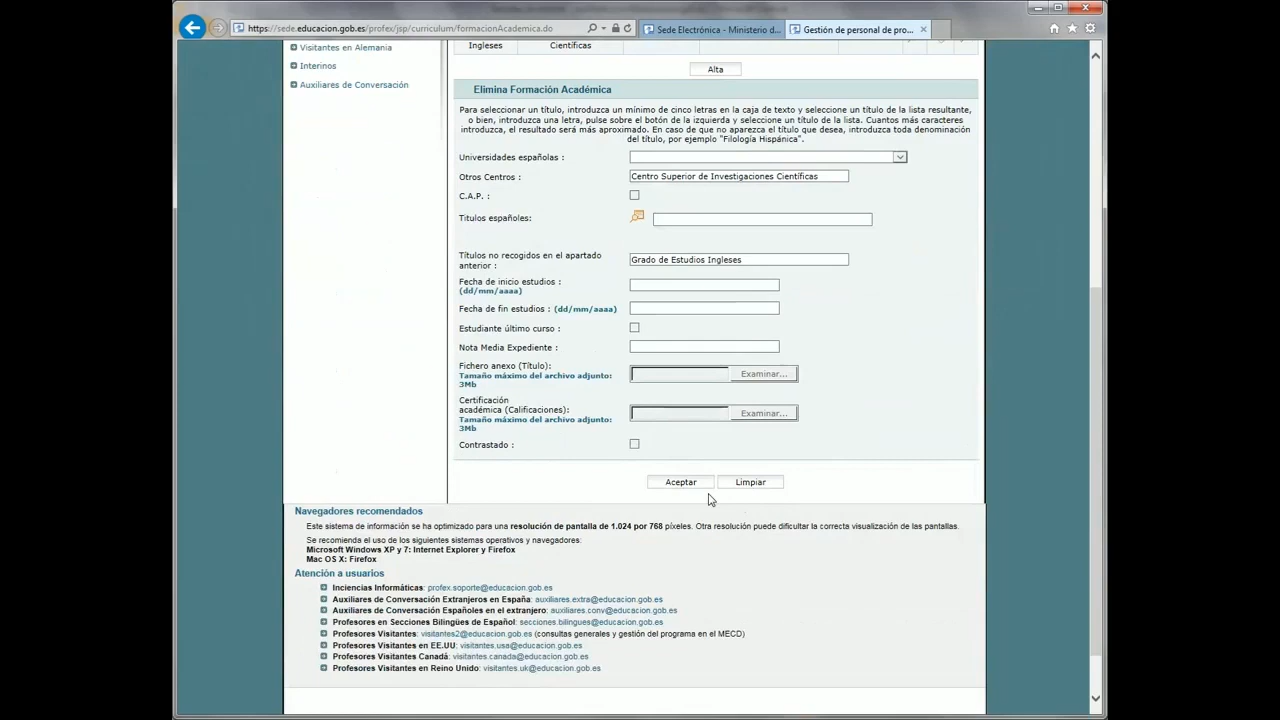 https://sede.educacion.gob.es/profex/jsp/curriculum/formacionAcademica.do
Sede Electrónica - Ministerio d...
Gestión de personal de pro...
Visitantes en Alemania
Interinos
Auxiliares de Conversación
Ingleses
Científicas
Alta
Elimina Formación Académica
Para seleccionar un título, introduzca un mínimo de cinco letras en la caja de texto y seleccione un título de la lista resultante,
o bien, introduzca una letra, pulse sobre el botón de la izquierda y seleccione un título de la lista. Cuantos más caracteres
introduzca, el resultado será más aproximado. En caso de que no aparezca el título que desea, introduzca toda denominación
del título, por ejemplo "Filología Hispánica".
Universidades españolas :
Otros Centros :
Centro Superior de Investigaciones Científicas
C.A.P. :
Titulos españoles:
Títulos no recogidos en el apartado
anterior :
Grado de Estudios Ingleses
Fecha de inicio estudios :
(dd/mm/aaaa)
Fecha de fin estudios : (dd/mm/aaaa)
Estudiante último curso :
Nota Media Expediente :
Fichero anexo (Título):
Tamaño máximo del archivo adjunto:
3Mb
Examinar...
Certificación
académica (Calificaciones):
Tamaño máximo del archivo adjunto:
3Mb
Examinar...
Contrastado :
Aceptar
Limpiar
Navegadores recomendados
Este sistema de información se ha optimizado para una resolución de pantalla de 1.024 por 768 píxeles. Otra resolución puede dificultar la correcta visualización de las pantallas.
Se recomienda el uso de los siguientes sistemas operativos y navegadores:
Microsoft Windows XP y 7: Internet Explorer y Firefox
Mac OS X: Firefox
Atención a usuarios
Inciencias Informáticas: profex.soporte@educacion.gob.es
Auxiliares de Conversación Extranjeros en España: auxiliares.extra@educacion.gob.es
Auxiliares de Conversación Españoles en el extranjero: auxiliares.conv@educacion.gob.es
Profesores en Secciones Bilingües de Español: secciones.bilingues@educacion.gob.es
Profesores Visitantes: visitantes2@educacion.gob.es (consultas generales y gestión del programa en el MECD)
Profesores Visitantes en EE.UU: visitantes.usa@educacion.gob.es
Profesores Visitantes Canadá: visitantes.canada@educacion.gob.es
Profesores Visitantes en Reino Unido: visitantes.uk@educacion.gob.es